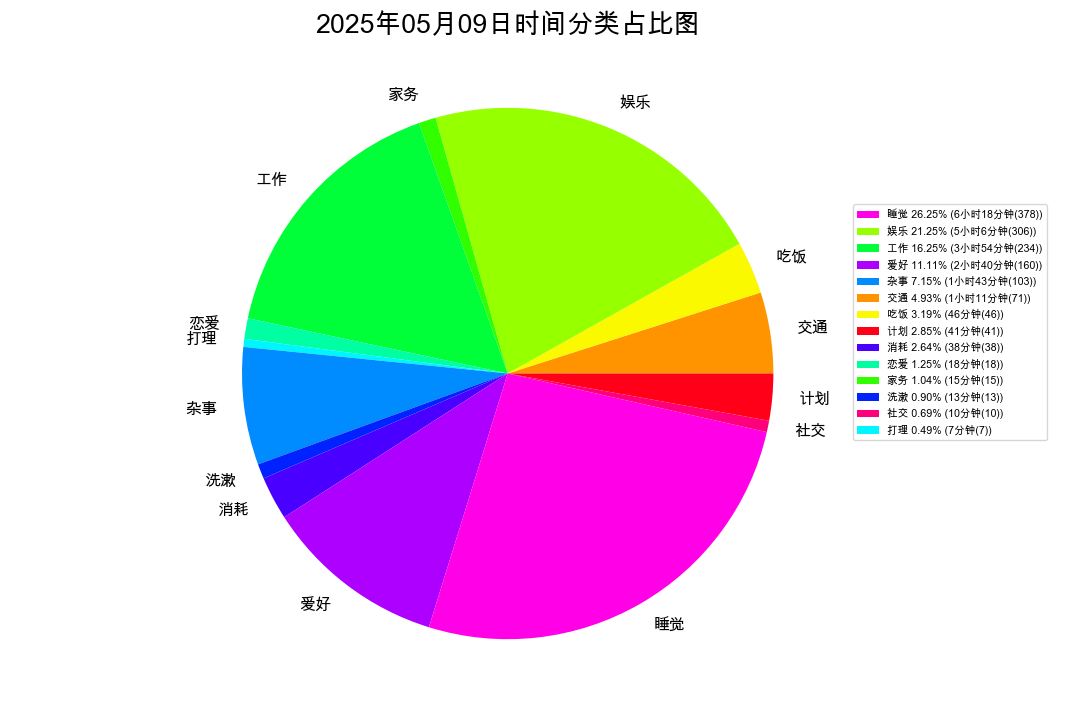 2025年05月09日时间分类占比图
家务
娱乐
工作
吃饭
恋爱
打理
交通
杂事
计划
社交
洗漱
消耗
爱好
睡觉
睡觉 26.25% (6小时18分钟(378))
娱乐 21.25% (5小时6分钟(306))
工作 16.25% (3小时54分钟(234))
爱好 11.11% (2小时40分钟(160))
杂事 7.15% (1小时43分钟(103))
交通 4.93% (1小时11分钟(71))
吃饭 3.19% (46分钟(46))
计划 2.85% (41分钟(41))
消耗 2.64% (38分钟(38))
恋爱 1.25% (18分钟(18))
家务 1.04% (15分钟(15))
洗漱 0.90% (13分钟(13))
社交 0.69% (10分钟(10))
打理 0.49% (7分钟(7))